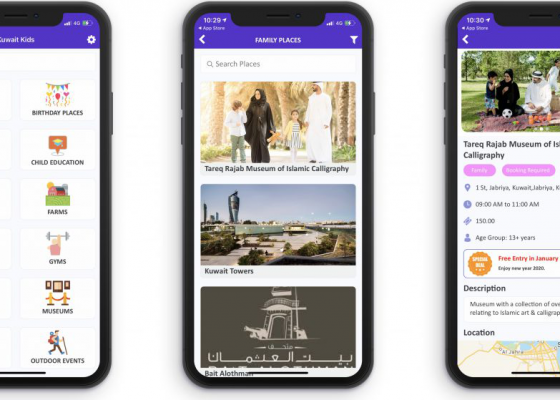 Kuwait Kids
BIRTHDAY PLACES
CHILD EDUCATION
FARMS
GYMS
MUSEUMS
OUTDOOR EVENTS
10:29
4G
App Store
FAMILY PLACES
Search Places
Tareq Rajab Museum of Islamic Calligraphy
Kuwait Towers
متحف
بيت العثمان
Bait Alothman
10:30
4G
App Store
Tareq Rajab Museum of Isl
Calligraphy
Family
Booking Required
1 St, Jabriya, Kuwait,Jabriya, K
09:00 AM to 11:00 AM
150.00
Age Group: 13+ years
SPECIAL
DEAL
Free Entry in January
Enjoy new year 2020.
Description
Museum with a collection of ove
relating to Islamic art & calligrap
Location
Al Jahra